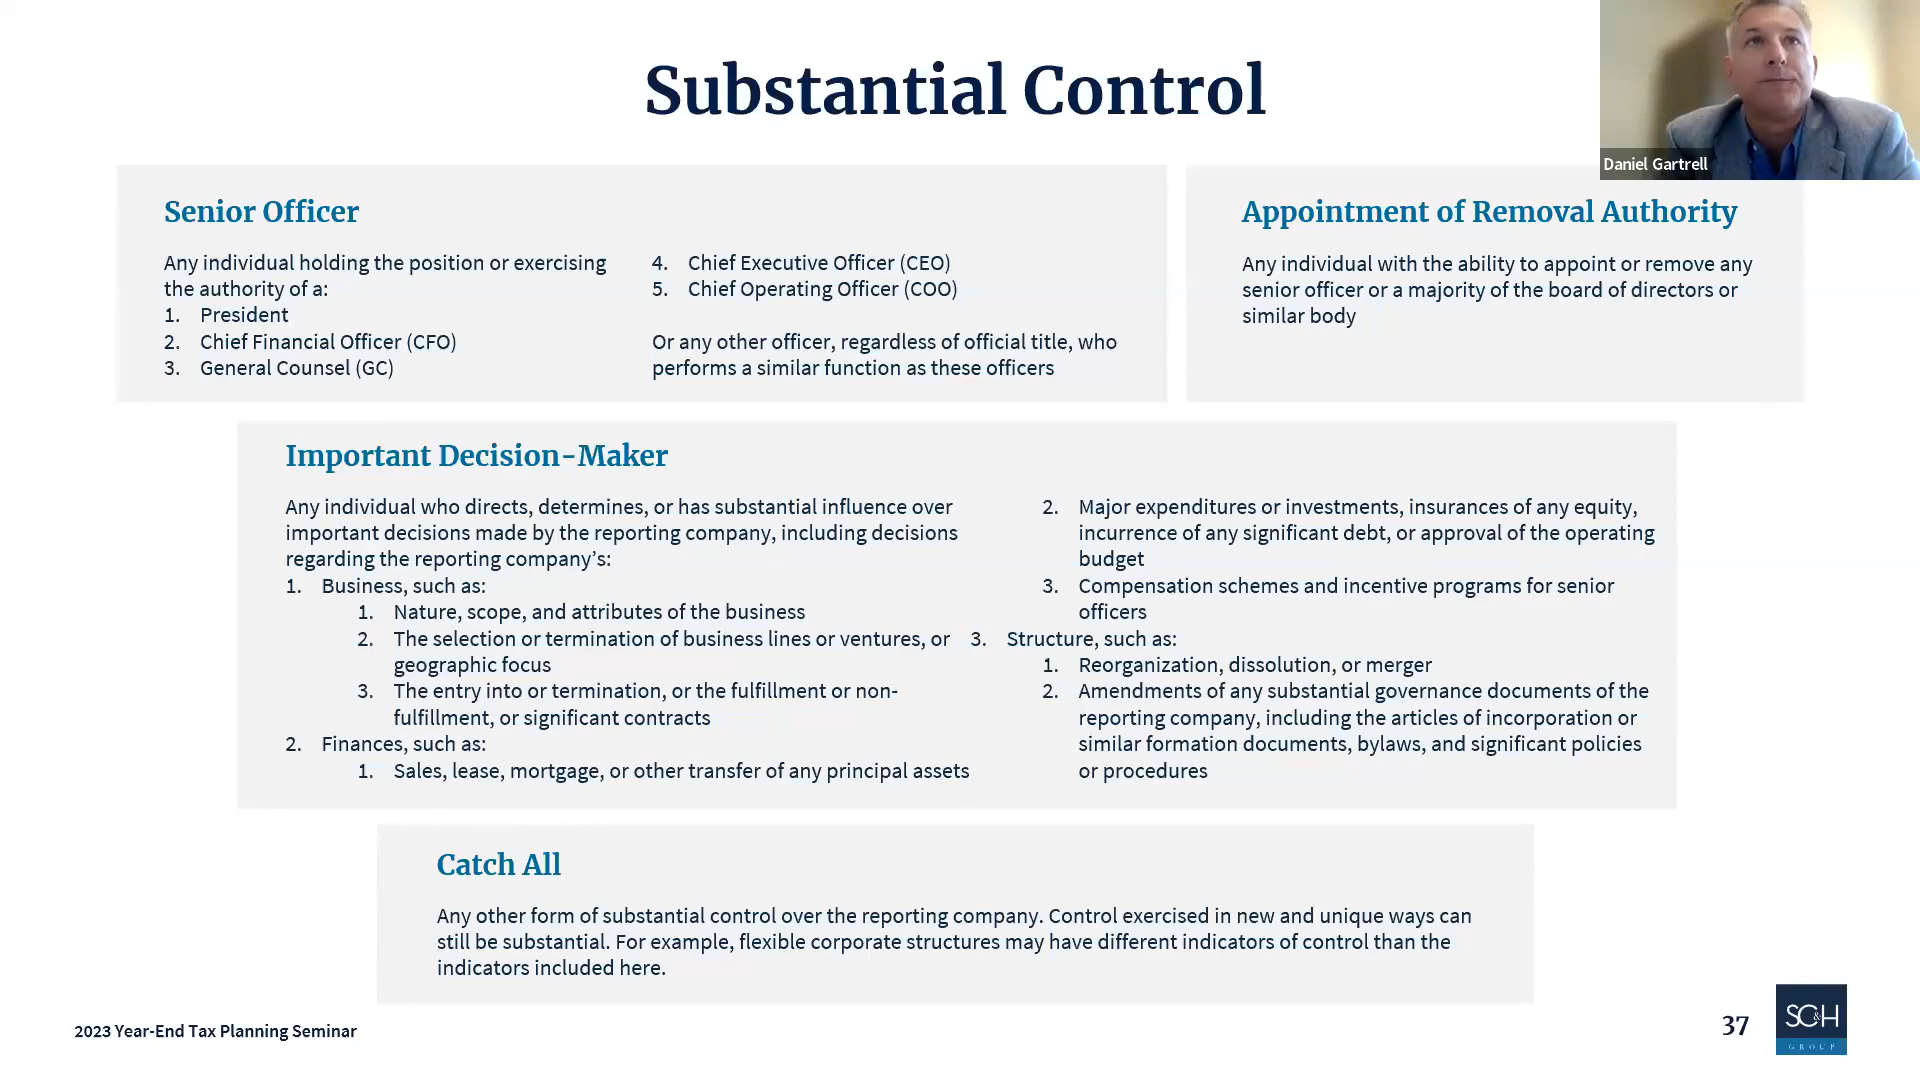 Substantial Control
Daniel Gartrell
Senior Officer
Any individual holding the position or exercising
the authority of a:
1. President
2. Chief Financial Officer (CFO)
3. General Counsel (GC)
4. Chief Executive Officer (CEO)
5. Chief Operating Officer (COO)
Or any other officer, regardless of official title, who
performs a similar function as these officers
Appointment of Removal Authority
Any individual with the ability to appoint or remove any
senior officer or a majority of the board of directors or
similar body
Important Decision-Maker
Any individual who directs, determines, or has substantial influence over
important decisions made by the reporting company, including decisions
regarding the reporting company’s:
1. Business, such as:
1. Nature, scope, and attributes of the business
2. The selection or termination of business lines or ventures, or
geographic focus
3. The entry into or termination, or the fulfillment or non-
fulfillment, or significant contracts
2. Finances, such as:
1. Sales, lease, mortgage, or other transfer of any principal assets
2. Major expenditures or investments, insurances of any equity,
incurrence of any significant debt, or approval of the operating
budget
3. Compensation schemes and incentive programs for senior
officers
3. Structure, such as:
1. Reorganization, dissolution, or merger
2. Amendments of any substantial governance documents of the
reporting company, including the articles of incorporation or
similar formation documents, bylaws, and significant policies
or procedures
Catch All
Any other form of substantial control over the reporting company. Control exercised in new and unique ways can
still be substantial. For example, flexible corporate structures may have different indicators of control than the
indicators included here.
2023 Year-End Tax Planning Seminar
37
SC&H
GROUP